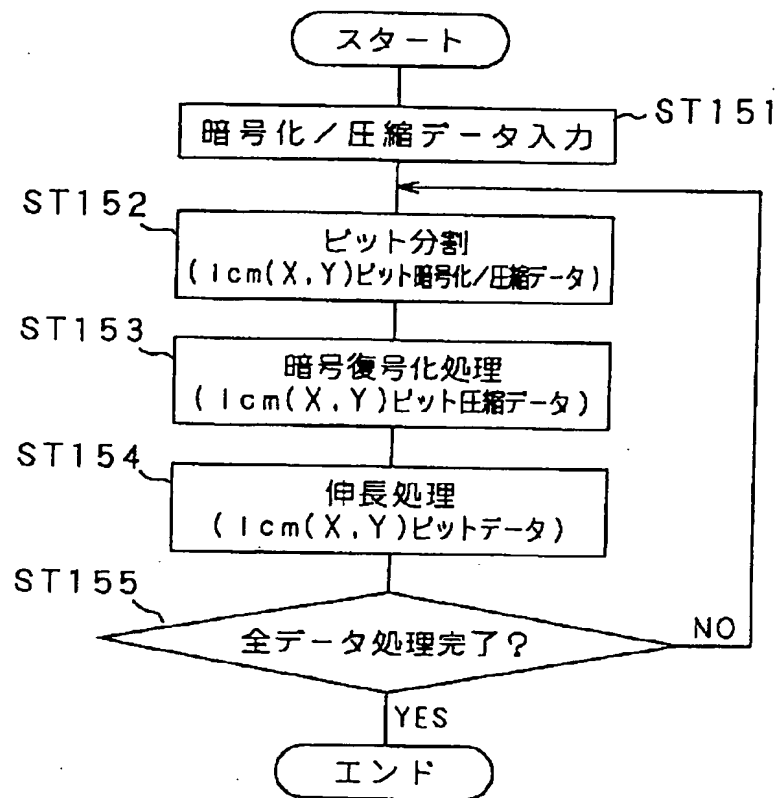 スタート
暗号化／圧縮データ入力
ST151
ST152
ビット分割
(lcm(X,Y)ビット暗号化/圧縮データ)
ST153
暗号復号化処理
(lcm(X,Y)ビット圧縮データ)
ST154
伸長処理
(lcm(X,Y)ビットデータ)
ST155
全データ処理完了?
NO
YES
エンド